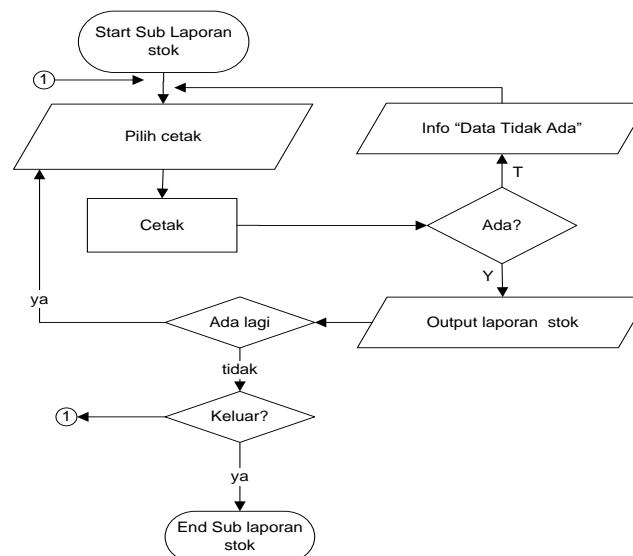 Start Sub Laporan
stok
1
Pilih cetak
Info “Data Tidak Ada”
T
Cetak
Ada?
Y
ya
Ada lagi
Output laporan stok
tidak
1
Keluar?
ya
End Sub laporan
stok